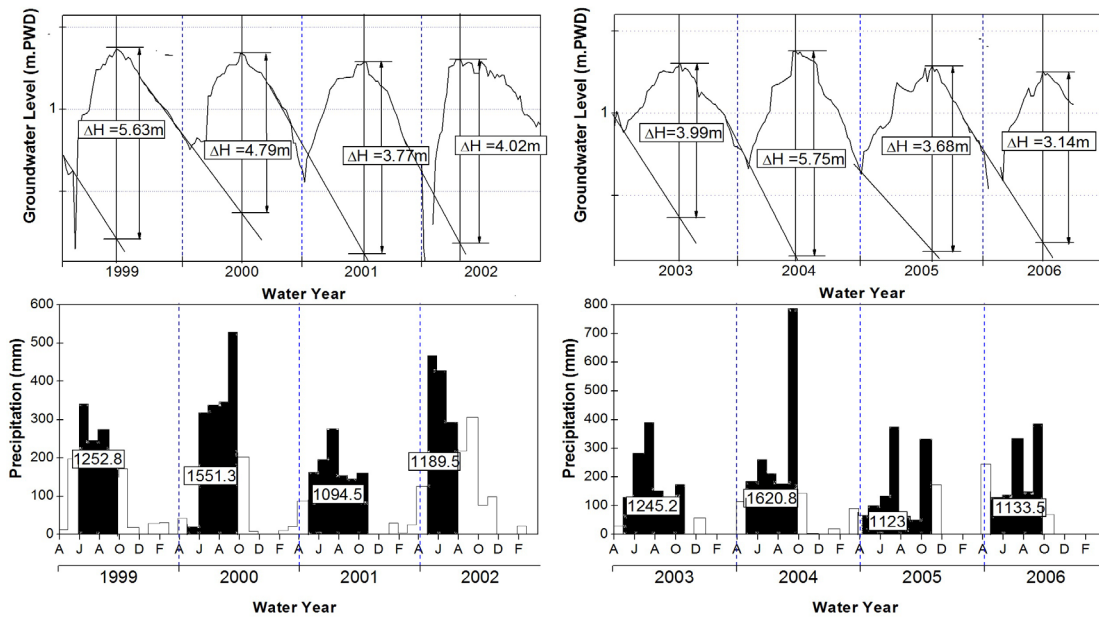 Groundwater Level (m.PWD)
1
ΔH =5.63m
ΔH =4.79m
ΔH =3.77m
ΔH =4.02m
1999 2000 2001 2002
Water Year
Groundwater Level (m.PWD)
1
ΔH =3.99m
ΔH =5.75m
ΔH =3.68m
ΔH =3.14m
2003 2004 2005 2006
Water Year
Precipitation (mm)
600
500
400
300
200
100
0
1252.8
1551.3
1094.5
1189.5
A J A O D F A J A O D F A J A O D F A J A O D F
1999 2000 2001 2002
Water Year
Precipitation (mm)
800
700
600
500
400
300
200
100
0
1245.2
1620.8
1123
1133.5
A J A O D F A J A O D F A J A O D F A J A O D F
2003 2004 2005 2006
Water Year